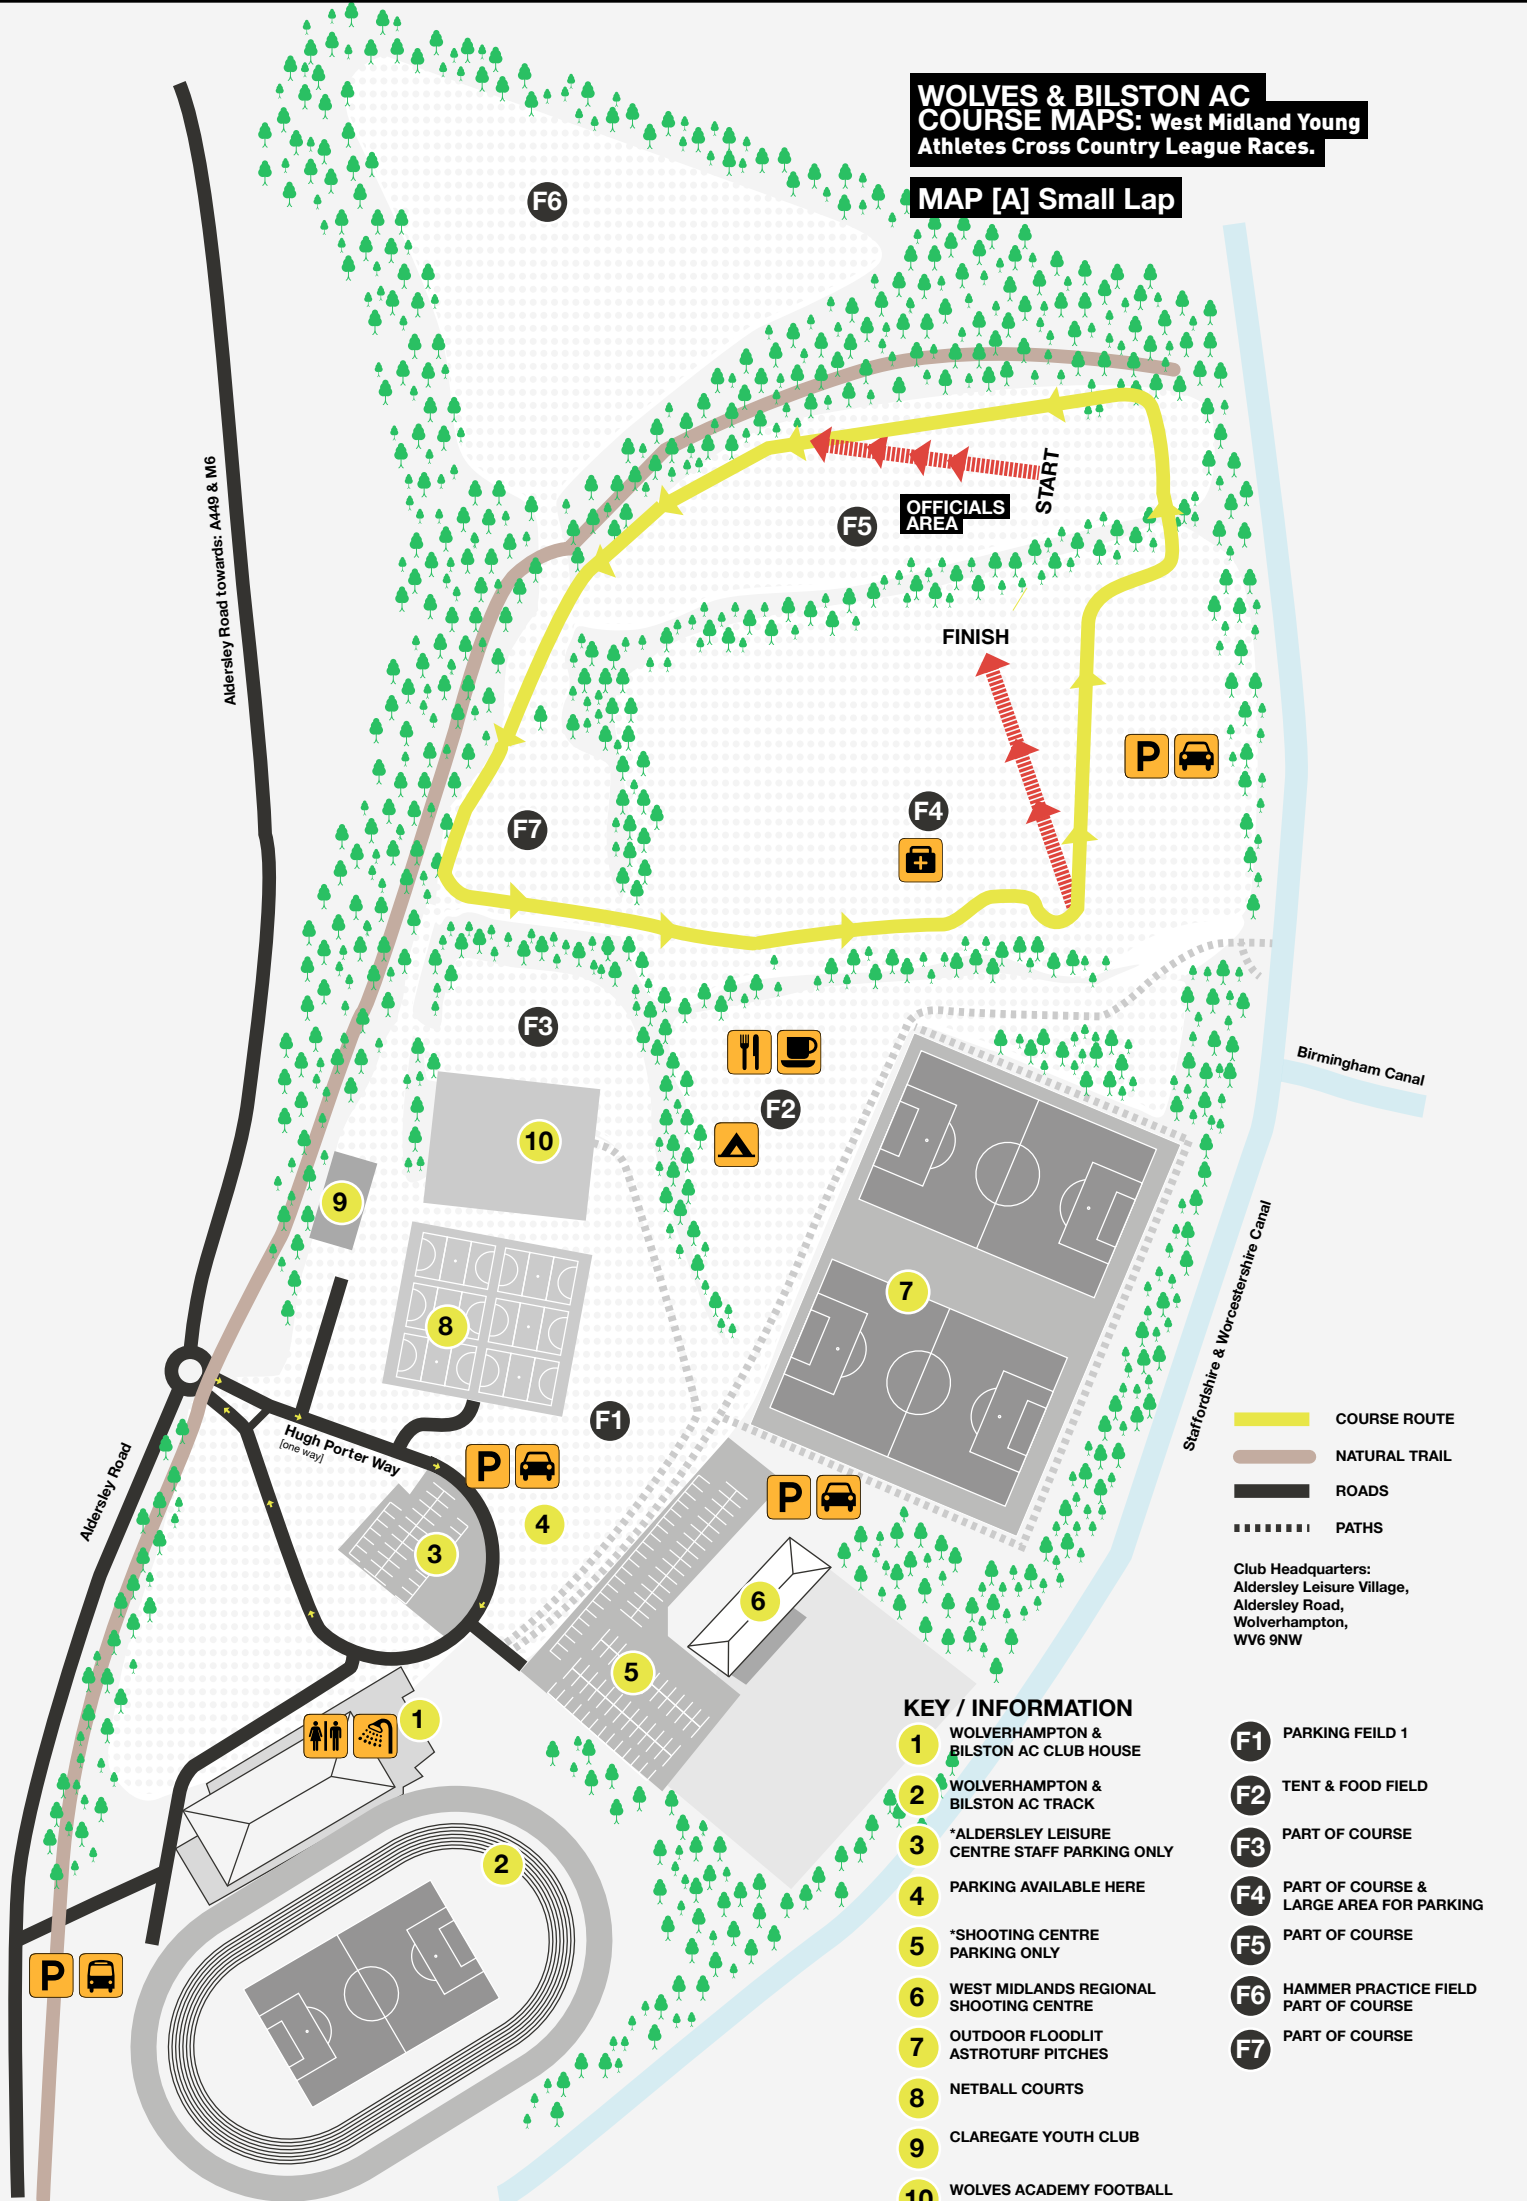 WOLVES & BILSTON AC
COURSE MAPS: West Midland Young
Athletes Cross Country League Races.
MAP [A] Small Lap
F6
Aldersley Road towards: A449 & M6
START
OFFICIALS
AREA
F5
FINISH
P
F7
F4
F3
F2
Birmingham Canal
10
9
7
8
Staffordshire & Worcestershire Canal
F1
Hugh Porter Way
[one way]
Aldersley Road
P
P
4
3
6
5
1
2
P
COURSE ROUTE
NATURAL TRAIL
ROADS
PATHS
Club Headquarters:
Aldersley Leisure Village,
Aldersley Road,
Wolverhampton,
WV6 9NW
KEY / INFORMATION
1 WOLVERHAMPTON &
BILSTON AC CLUB HOUSE
2 WOLVERHAMPTON &
BILSTON AC TRACK
3 *ALDERSLEY LEISURE
CENTRE STAFF PARKING ONLY
4 PARKING AVAILABLE HERE
5 *SHOOTING CENTRE
PARKING ONLY
6 WEST MIDLANDS REGIONAL
SHOOTING CENTRE
7 OUTDOOR FLOODLIT
ASTROTURF PITCHES
8 NETBALL COURTS
9 CLAREGATE YOUTH CLUB
10 WOLVES ACADEMY FOOTBALL
F1 PARKING FEILD 1
F2 TENT & FOOD FIELD
F3 PART OF COURSE
F4 PART OF COURSE &
LARGE AREA FOR PARKING
F5 PART OF COURSE
F6 HAMMER PRACTICE FIELD
PART OF COURSE
F7 PART OF COURSE